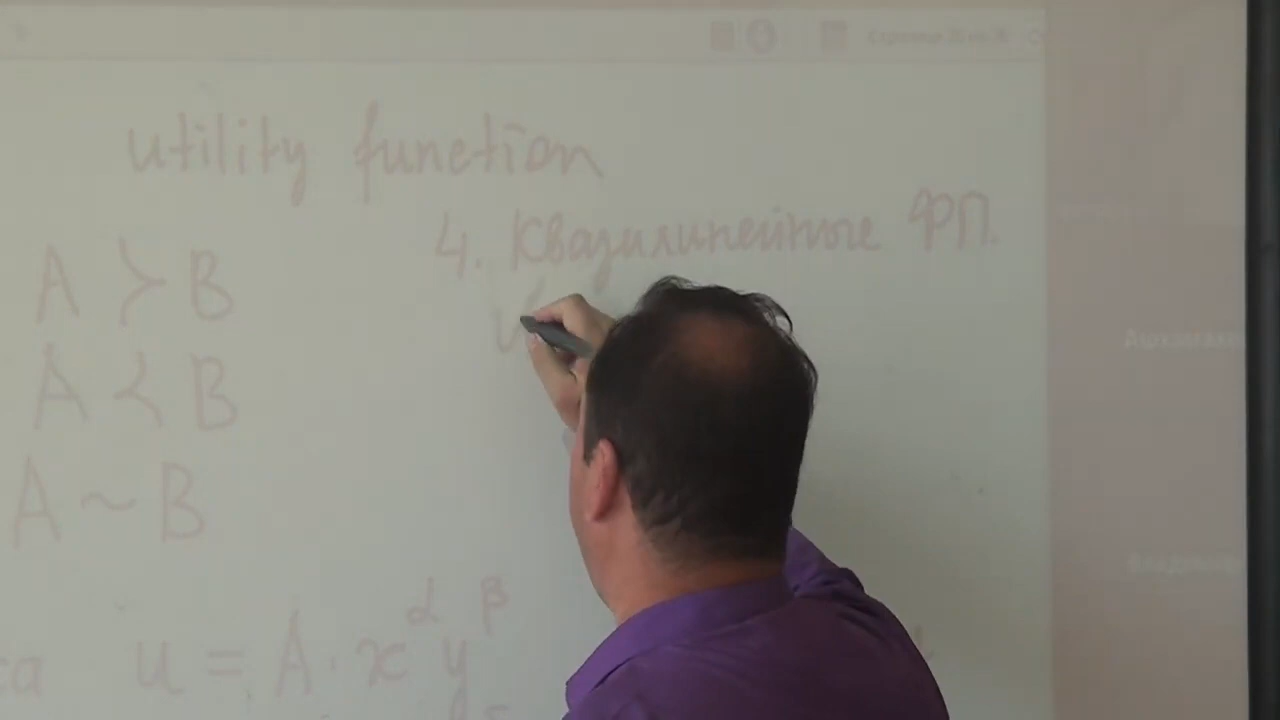 utility function
4. Квазилинейные ФП.
A ≻ B
u
A ≺ B
A ~ B
u = A · x^α y^β